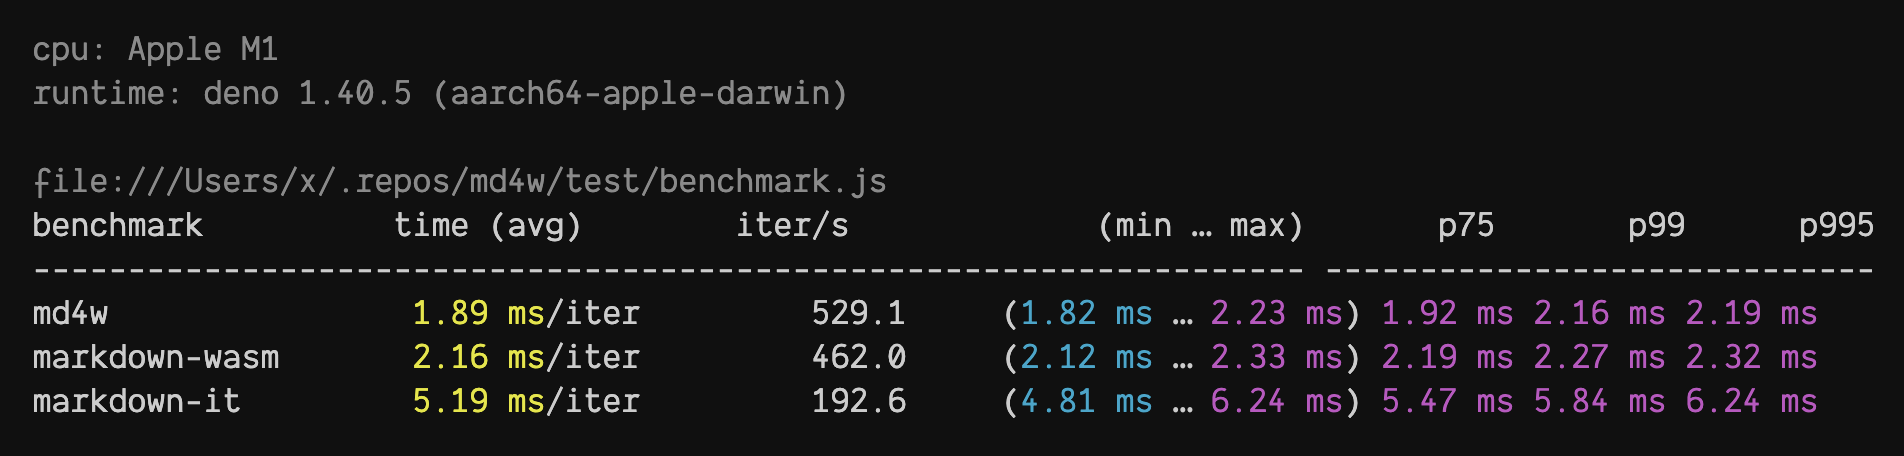 cpu: Apple M1
runtime: deno 1.40.5 (aarch64-apple-darwin)
file:///Users/x/.repos/md4w/test/benchmark.js
benchmark          time (avg)        iter/s             (min … max)       p75       p99      p995
-------------------------------------------------------------------- -----------------------------
md4w                1.89 ms/iter         529.1     (1.82 ms … 2.23 ms) 1.92 ms 2.16 ms 2.19 ms
markdown-wasm       2.16 ms/iter         462.0     (2.12 ms … 2.33 ms) 2.19 ms 2.27 ms 2.32 ms
markdown-it         5.19 ms/iter         192.6     (4.81 ms … 6.24 ms) 5.47 ms 5.84 ms 6.24 ms